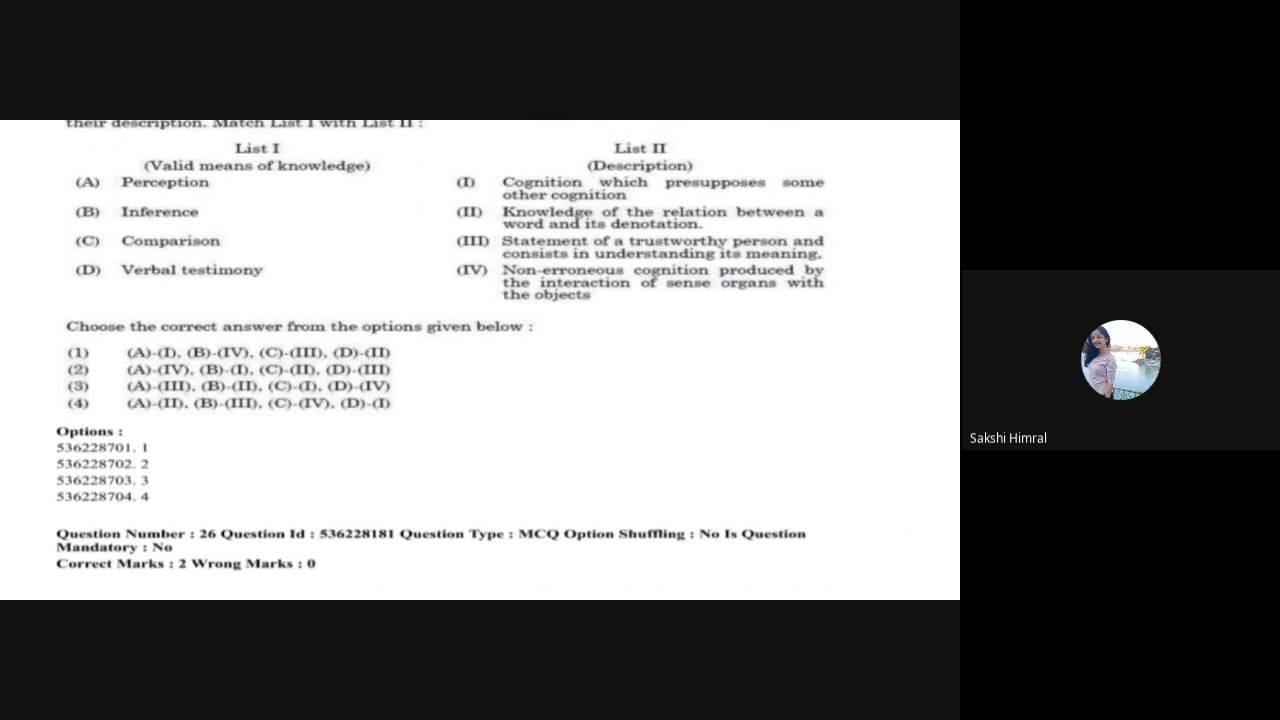 their description. Match List I with List II :
List I List II
(Valid means of knowledge) (Description)
(A) Perception (I) Cognition which presupposes some
other cognition
(B) Inference (II) Knowledge of the relation between a
word and its denotation.
(C) Comparison (III) Statement of a trustworthy person and
consists in understanding its meaning.
(D) Verbal testimony (IV) Non-erroneous cognition produced by
the interaction of sense organs with
the objects
Choose the correct answer from the options given below :
(1) (A)-(I), (B)-(IV), (C)-(III), (D)-(II)
(2) (A)-(IV), (B)-(I), (C)-(II), (D)-(III)
(3) (A)-(III), (B)-(II), (C)-(I), (D)-(IV)
(4) (A)-(II), (B)-(III), (C)-(IV), (D)-(I)
Options :
536228701. 1
536228702. 2
536228703. 3
536228704. 4
Question Number : 26 Question Id : 536228181 Question Type : MCQ Option Shuffling : No Is Question
Mandatory : No
Correct Marks : 2 Wrong Marks : 0
Sakshi Himral